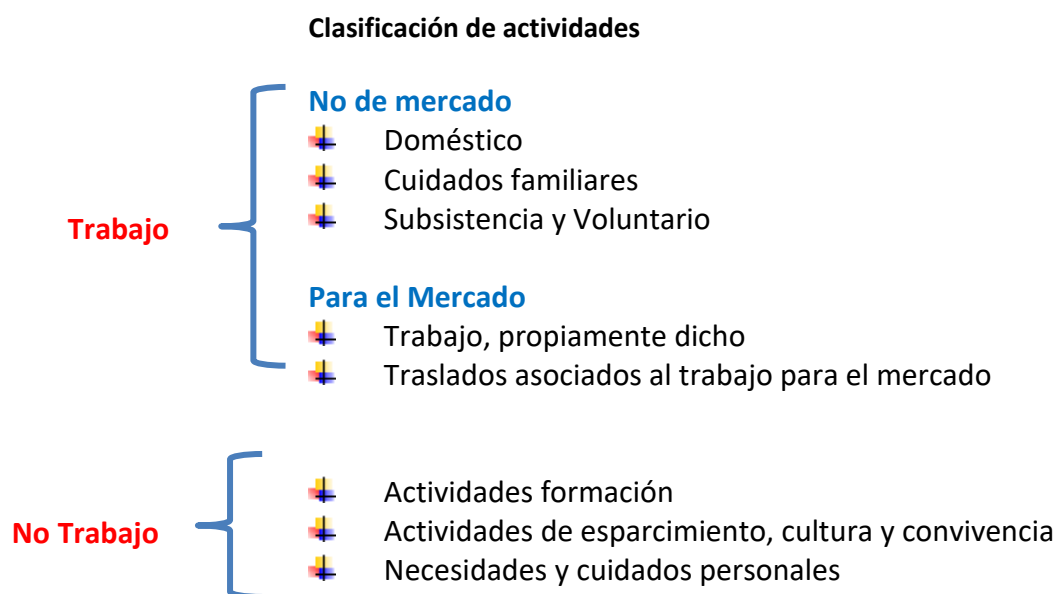 Clasificación de actividades
No de mercado
Doméstico
Cuidados familiares
Subsistencia y Voluntario
Trabajo
Para el Mercado
Trabajo, propiamente dicho
Traslados asociados al trabajo para el mercado
Actividades formación
No Trabajo
Actividades de esparcimiento, cultura y convivencia
Necesidades y cuidados personales